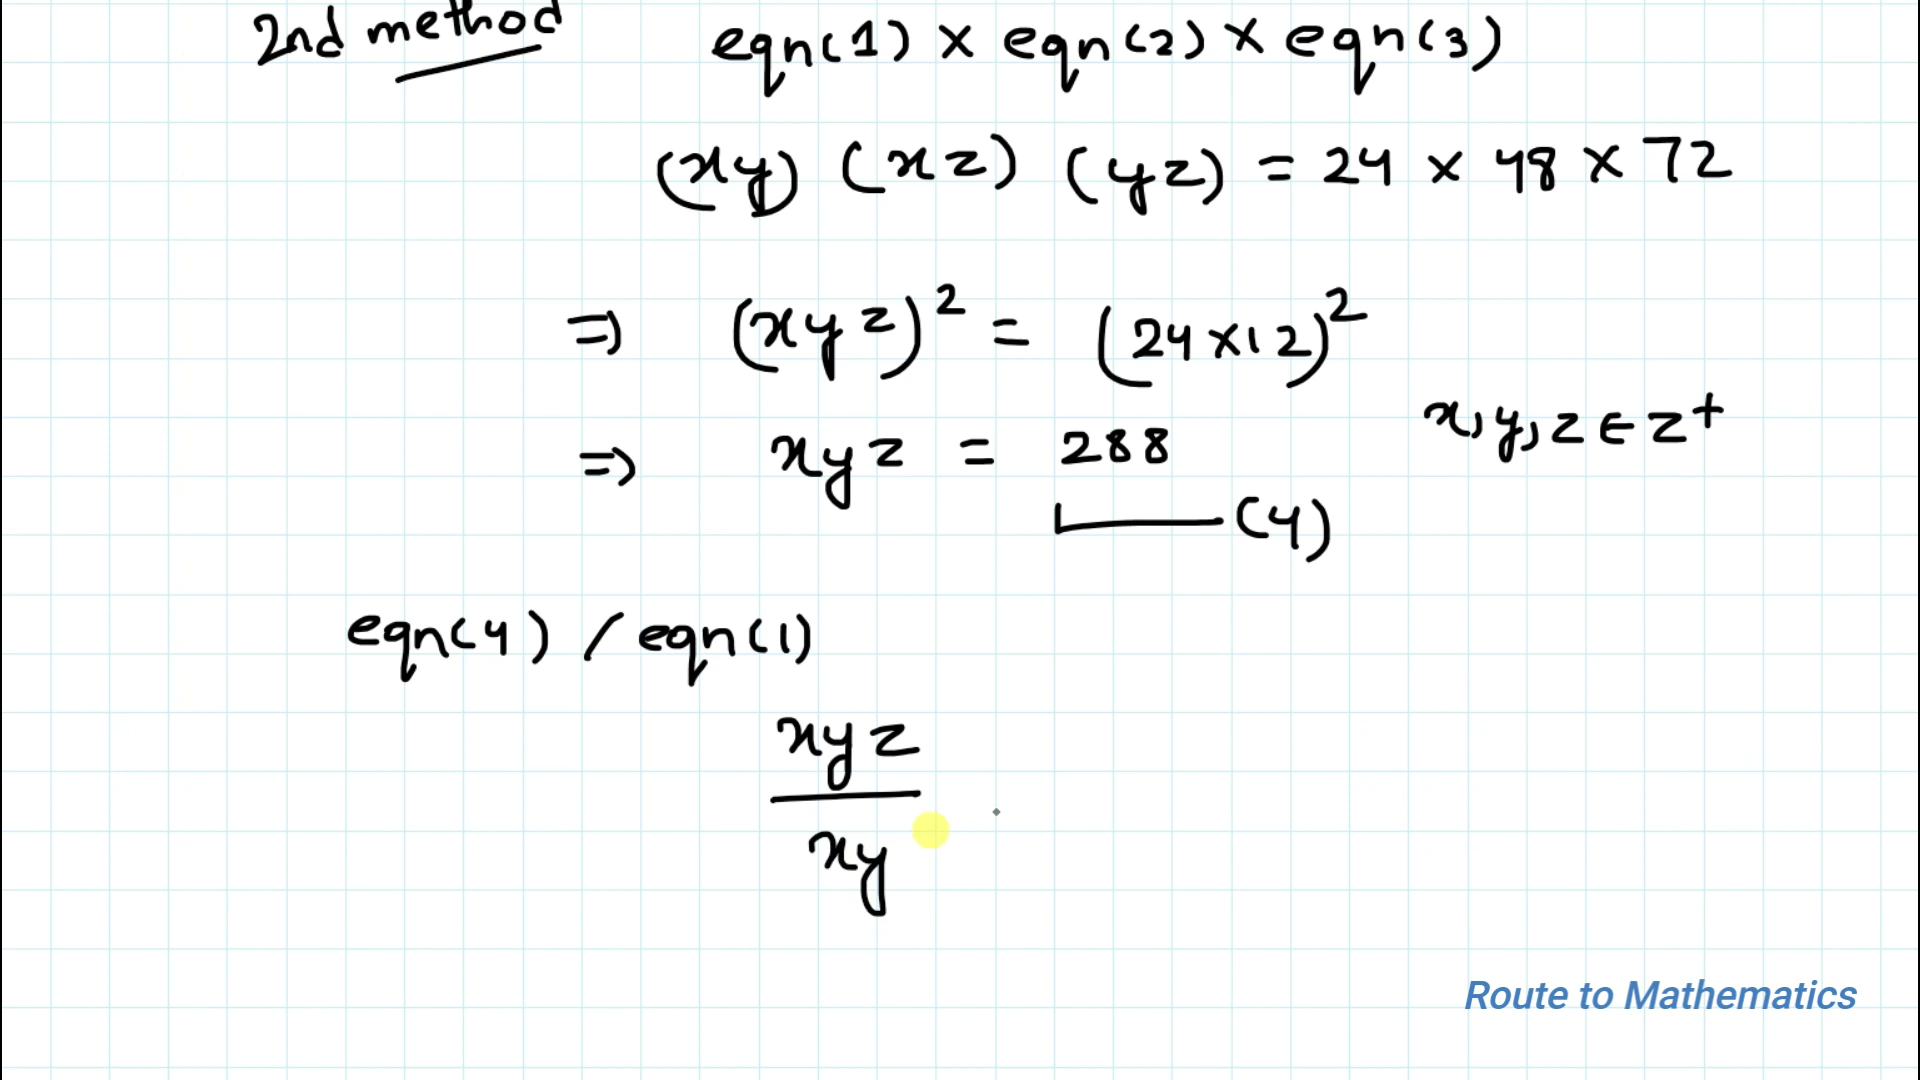 2nd method
eqn(1) × eqn(2) × eqn(3)
(xy) (xz) (yz) = 24 × 48 × 72
⇒ (xyz)² = (24×12)²
⇒ xyz = 288
x, y, z ∈ z⁺
(4)
eqn(4) / eqn(1)
xyz
xy
Route to Mathematics